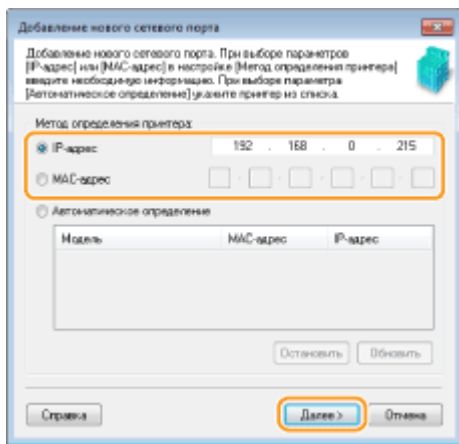 Добавление нового сетевого порта
Добавление нового сетевого порта. При выборе параметров
[IP-адрес] или [MAC-адрес] в настройке [Метод определения принтера]
введите необходимую информацию. При выборе параметра
[Автоматическое определение] укажите принтер из списка.
Метод определения принтера:
IP-адрес 192 . 168 . 0 . 215
MAC-адрес - - - - -
Автоматическое определение
Модель MAC-адрес IP-адрес
Остановить Обновить
Справка Далее > Отмена